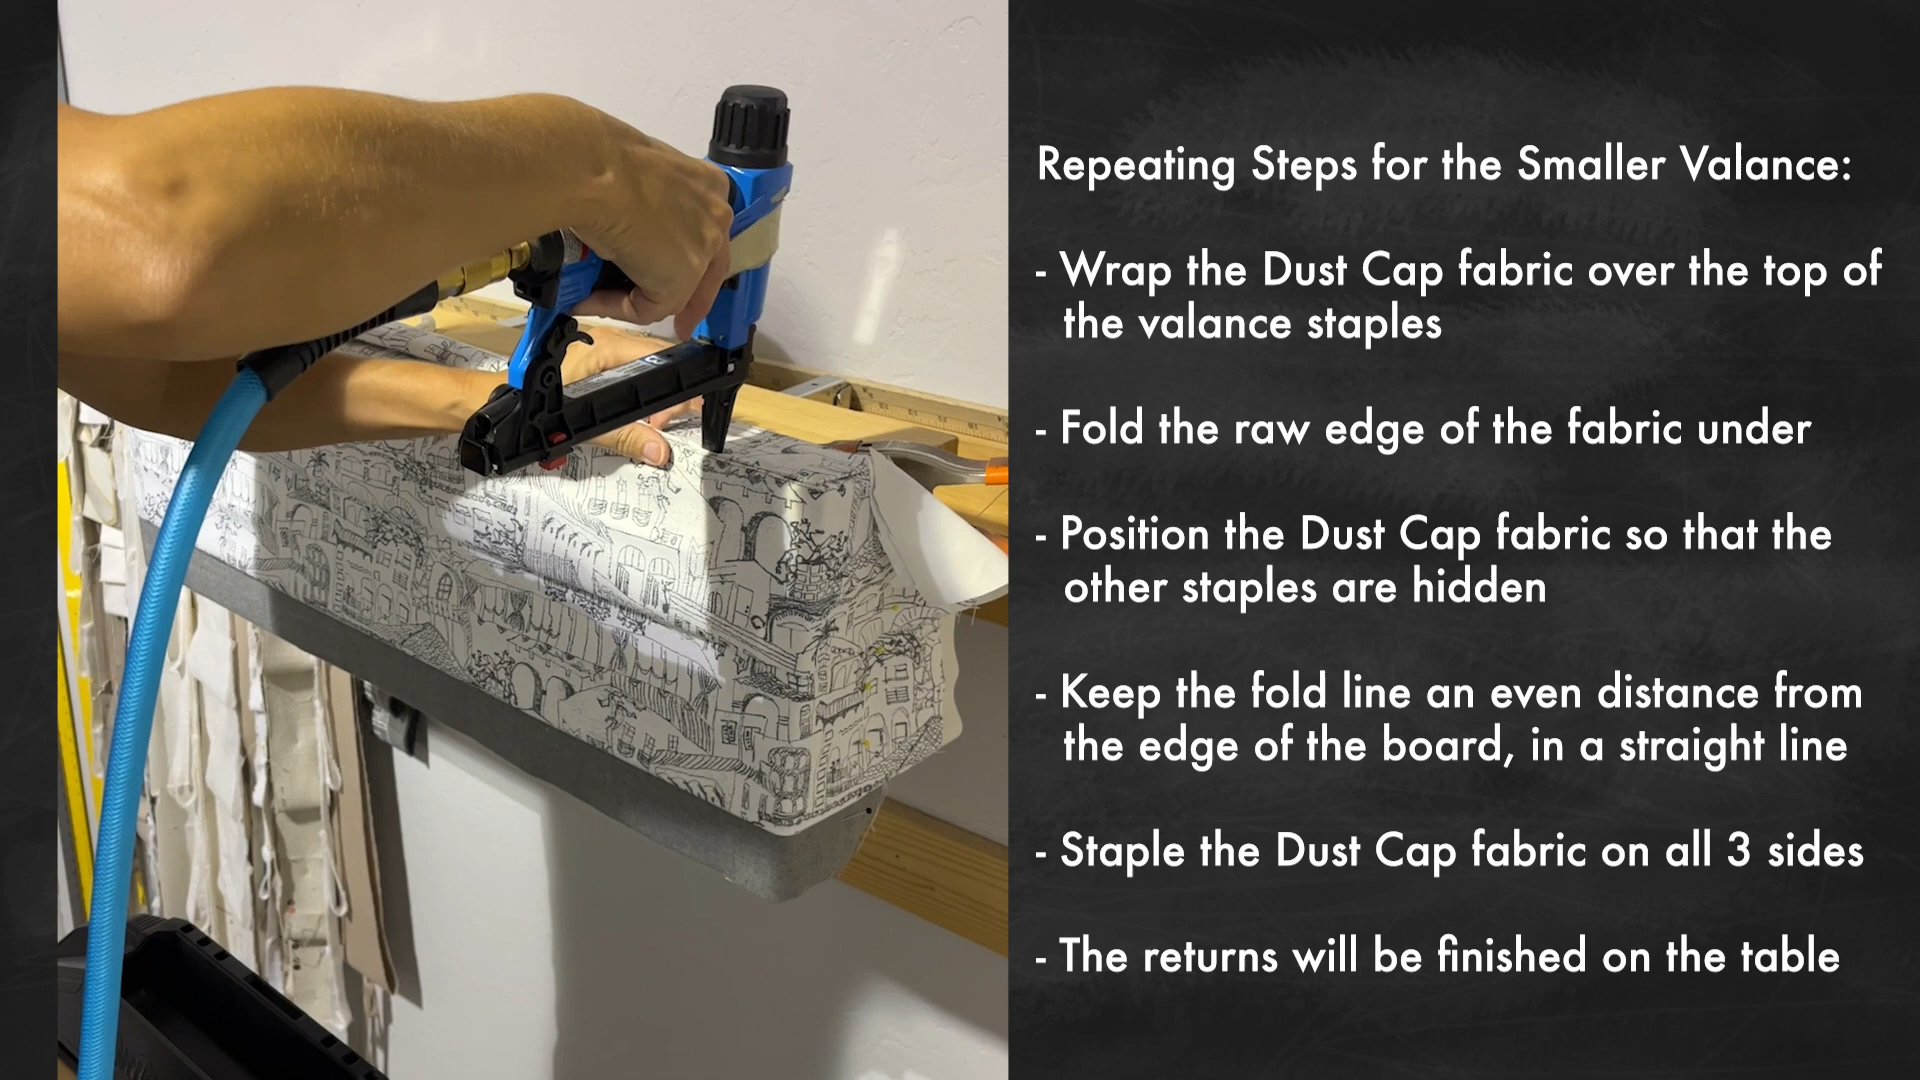 Repeating Steps for the Smaller Valance:
- Wrap the Dust Cap fabric over the top of
the valance staples
- Fold the raw edge of the fabric under
- Position the Dust Cap fabric so that the
other staples are hidden
- Keep the fold line an even distance from
the edge of the board, in a straight line
- Staple the Dust Cap fabric on all 3 sides
- The returns will be finished on the table